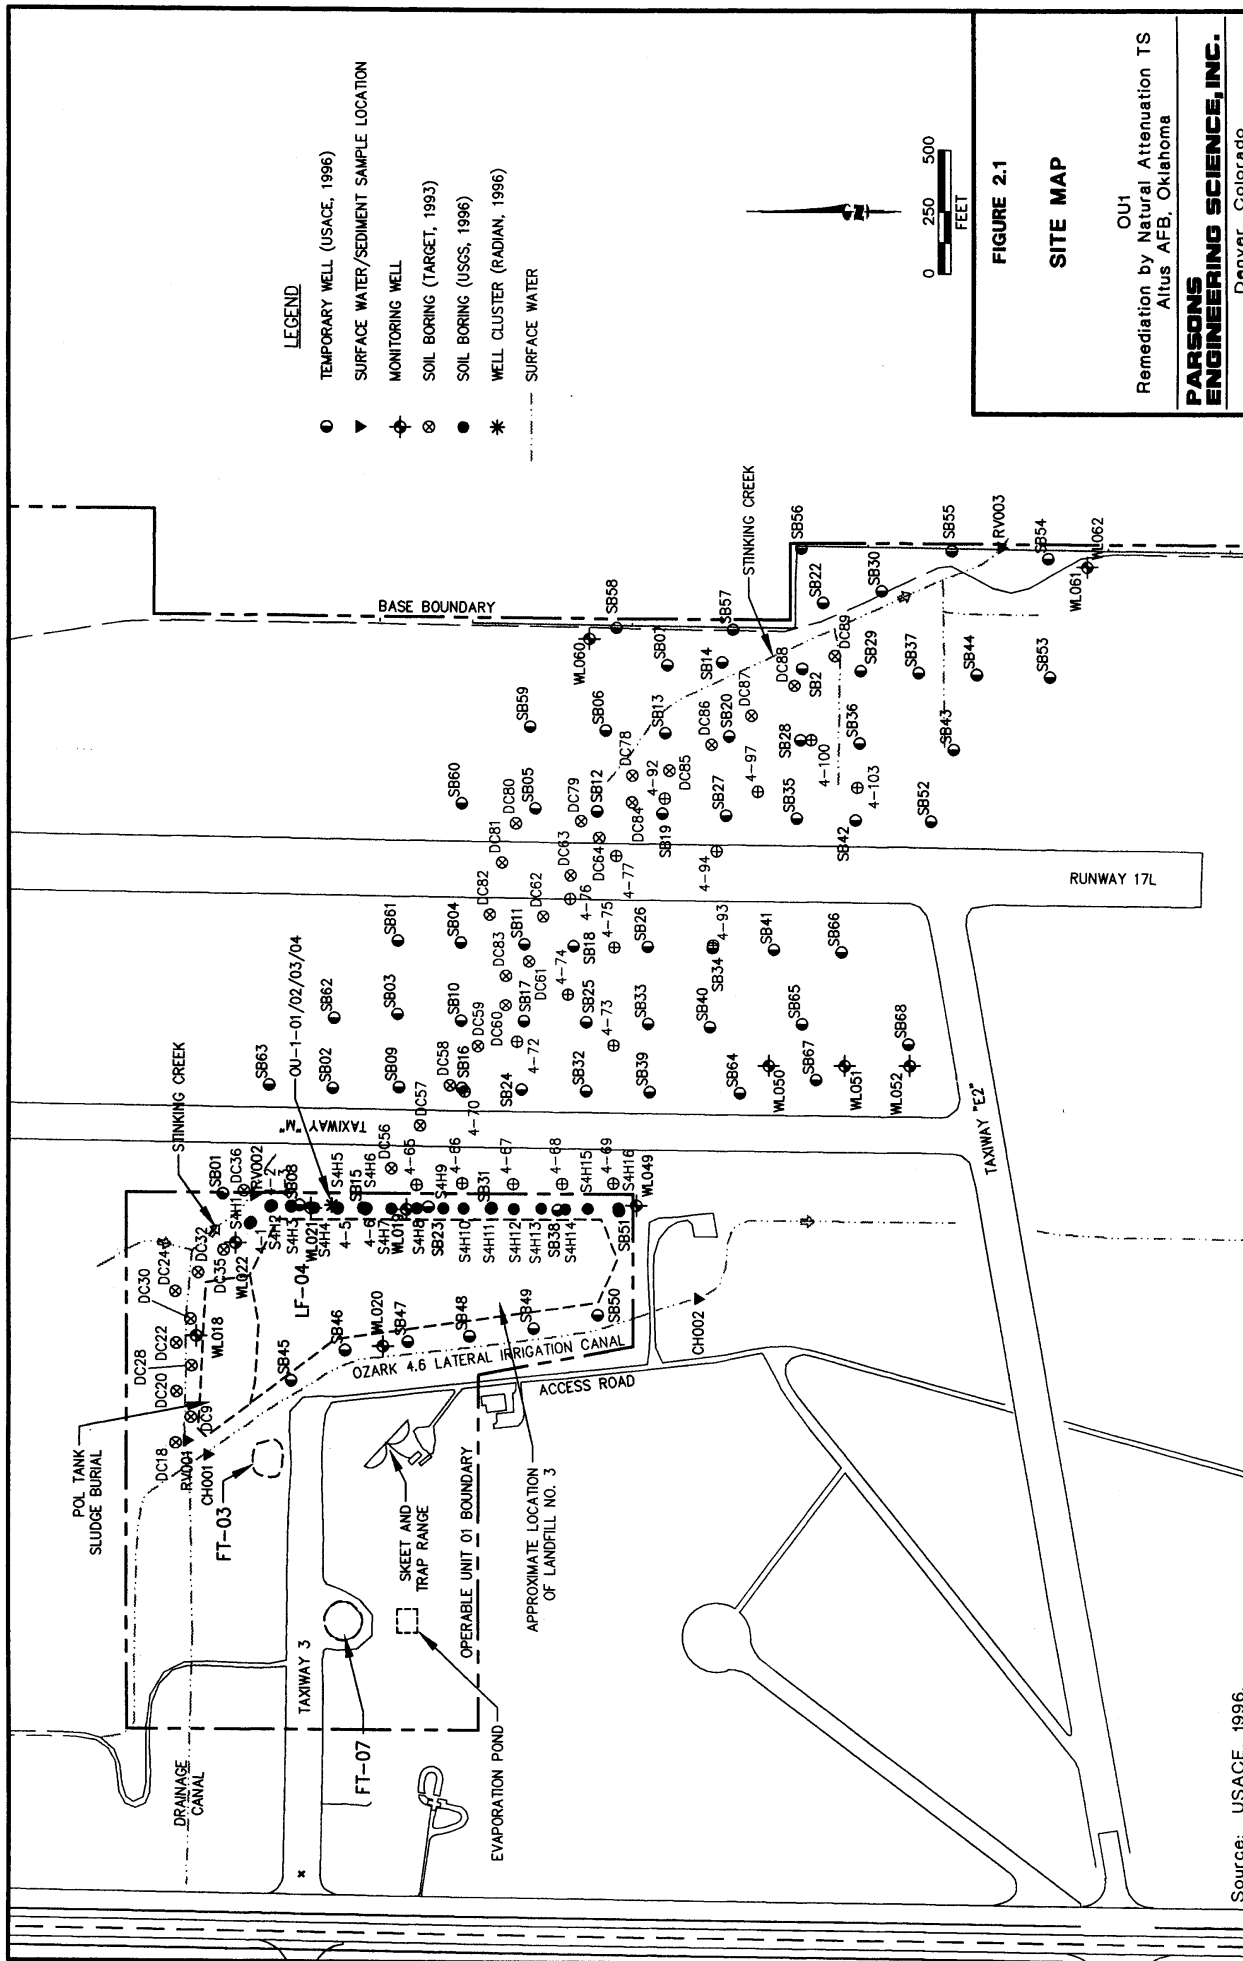 LEGEND
TEMPORARY WELL (USACE, 1996)
SURFACE WATER/SEDIMENT SAMPLE LOCATION
MONITORING WELL
SOIL BORING (TARGET, 1993)
SOIL BORING (USGS, 1996)
WELL CLUSTER (RADIAN, 1996)
SURFACE WATER
0 250 500
FEET
FIGURE 2.1
SITE MAP
OU1
Remediation by Natural Attenuation TS
Altus AFB, Oklahoma
PARSONS
ENGINEERING SCIENCE, INC.
Denver, Colorado
Source: USACE, 1996.
BASE BOUNDARY
STINKING CREEK
STINKING CREEK
RUNWAY 17L
TAXIWAY "M"
TAXIWAY "E2"
TAXIWAY 3
ACCESS ROAD
OZARK 4.6 LATERAL IRRIGATION CANAL
OPERABLE UNIT 01 BOUNDARY
APPROXIMATE LOCATION
OF LANDFILL NO. 3
SKEET AND
TRAP RANGE
EVAPORATION POND
DRAINAGE
CANAL
POL TANK
SLUDGE BURIAL
FT-03
FT-07
LF-04
OU-1-01/02/03/04
DC18
DC9
DC20
DC28
DC22
DC30
DC24
DC32
DC35
DC36
RV001
CH001
WL018
WL022
S4H1
SB01
RV002
4-1
4-2
4-3
S4H2
S4H3
SB08
WL021
S4H4
S4H5
4-5
SB15
S4H6
4-6
S4H7
WL019
S4H8
SB23
S4H9
S4H10
SB31
S4H11
S4H12
S4H13
SB38
S4H14
S4H15
S4H16
SB51
WL049
SB45
SB46
WL020
SB47
SB48
SB49
SB50
CH002
DC56
4-65
4-66
4-67
4-68
4-69
DC57
DC58
4-70
SB16
SB63
SB02
SB09
SB24
SB32
SB39
SB64
WL050
SB67
WL051
WL052
SB68
SB62
SB03
SB10
DC59
DC60
SB17
4-72
SB25
4-73
SB33
SB40
SB65
SB61
SB04
DC82
DC83
SB11
DC61
DC62
4-74
SB18
4-75
4-76
SB26
SB34
4-93
SB41
SB66
DC81
DC80
DC63
DC64
4-77
4-94
SB60
SB05
DC79
SB12
DC84
DC78
4-92
SB19
DC85
SB27
4-97
SB35
SB42
4-103
SB52
SB59
SB06
SB13
DC86
SB20
DC87
SB28
4-100
SB36
SB43
WL060
SB58
SB07
SB14
SB57
DC88
SB2
DC89
SB29
SB37
SB44
SB53
SB56
SB22
SB30
SB55
RV003
SB54
WL061
WL062